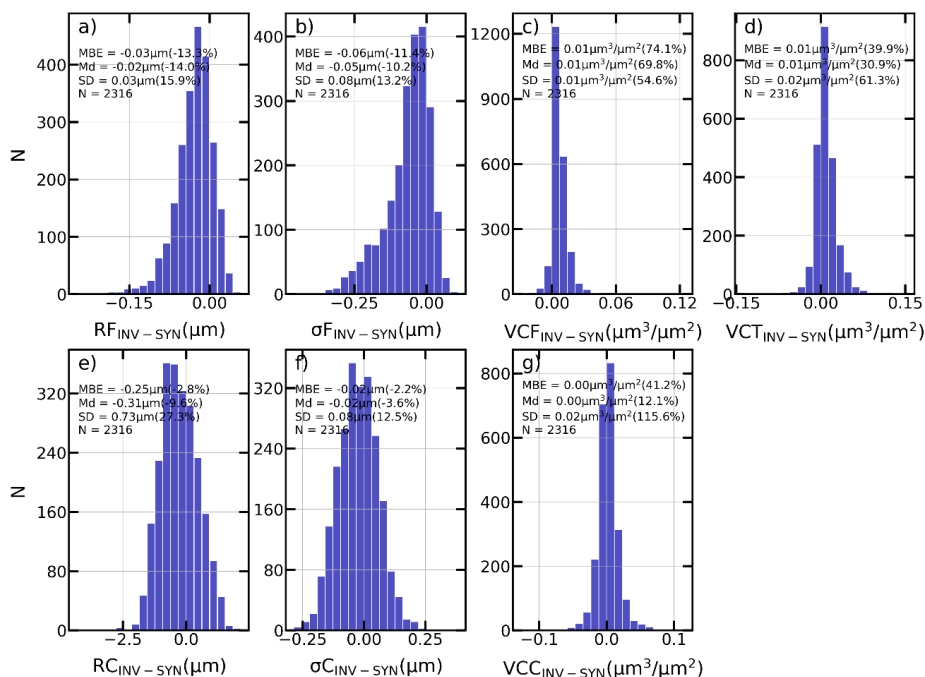 a)
MBE = -0.03μm(-13.3%)
Md = -0.02μm(-14.0%)
SD = 0.03μm(15.9%)
N = 2316
N
400
200
0
−0.15
0.00
RF_INV−SYN(μm)
b)
MBE = -0.06μm(-11.4%)
Md = -0.05μm(-10.2%)
SD = 0.08μm(13.2%)
N = 2316
400
300
200
100
0
−0.25
0.00
σF_INV−SYN(μm)
c)
MBE = 0.01μm³/μm²(74.1%)
Md = 0.01μm³/μm²(69.8%)
SD = 0.01μm³/μm²(54.6%)
N = 2316
1200
900
600
300
0
0.00
0.06
0.12
VCF_INV−SYN(μm³/μm²)
d)
MBE = 0.01μm³/μm²(39.9%)
Md = 0.01μm³/μm²(30.9%)
SD = 0.02μm³/μm²(61.3%)
N = 2316
800
600
400
200
0
−0.15
0.00
0.15
VCT_INV−SYN(μm³/μm²)
e)
MBE = -0.25μm(-2.8%)
Md = -0.31μm(-9.6%)
SD = 0.73μm(27.3%)
N = 2316
N
320
240
160
80
0
−2.5
0.0
RC_INV−SYN(μm)
f)
MBE = -0.02μm(-2.2%)
Md = -0.02μm(-3.6%)
SD = 0.08μm(12.5%)
N = 2316
320
240
160
80
0
−0.25
0.00
0.25
σC_INV−SYN(μm)
g)
MBE = 0.00μm³/μm²(41.2%)
Md = 0.00μm³/μm²(12.1%)
SD = 0.02μm³/μm²(115.6%)
N = 2316
800
600
400
200
0
−0.1
0.0
0.1
VCC_INV−SYN(μm³/μm²)